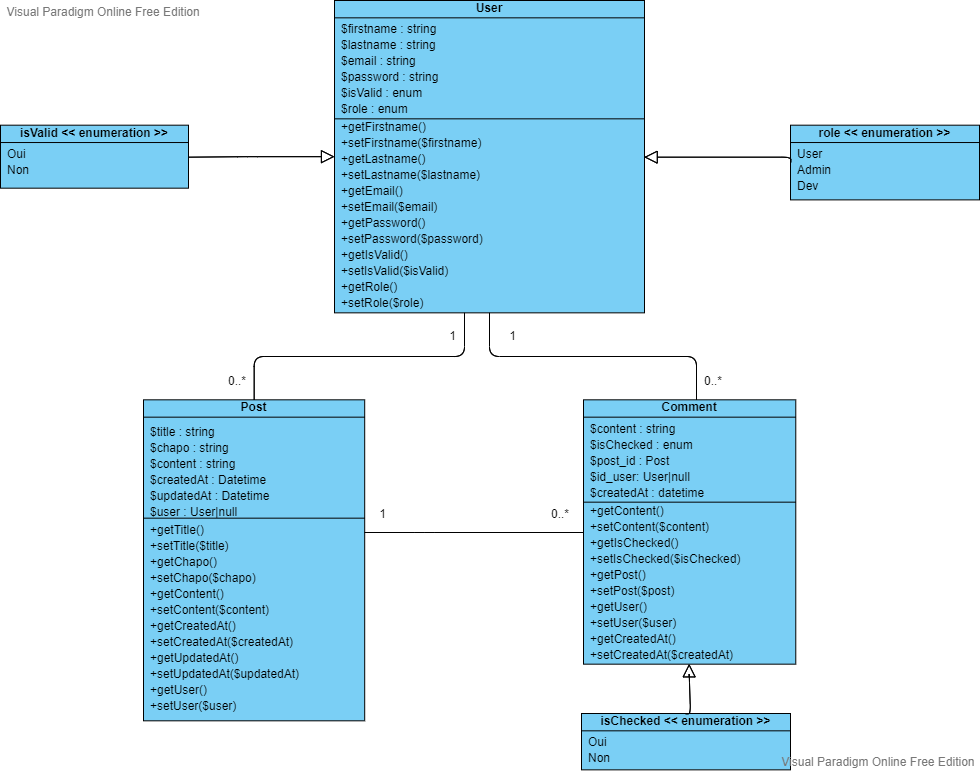 Visual Paradigm Online Free Edition
User
$firstname : string
$lastname : string
$email : string
$password : string
$isValid : enum
$role : enum
+getFirstname()
+setFirstname($firstname)
+getLastname()
+setLastname($lastname)
+getEmail()
+setEmail($email)
+getPassword()
+setPassword($password)
+getIsValid()
+setIsValid($isValid)
+getRole()
+setRole($role)
isValid << enumeration >>
Oui
Non
role << enumeration >>
User
Admin
Dev
1
1
0..*
0..*
Post
$title : string
$chapo : string
$content : string
$createdAt : Datetime
$updatedAt : Datetime
$user : User|null
+getTitle()
+setTitle($title)
+getChapo()
+setChapo($chapo)
+getContent()
+setContent($content)
+getCreatedAt()
+setCreatedAt($createdAt)
+getUpdatedAt()
+setUpdatedAt($updatedAt)
+getUser()
+setUser($user)
1
0..*
Comment
$content : string
$isChecked : enum
$post_id : Post
$id_user: User|null
$createdAt : datetime
+getContent()
+setContent($content)
+getIsChecked()
+setIsChecked($isChecked)
+getPost()
+setPost($post)
+getUser()
+setUser($user)
+getCreatedAt()
+setCreatedAt($createdAt)
isChecked << enumeration >>
Oui
Non
Visual Paradigm Online Free Edition